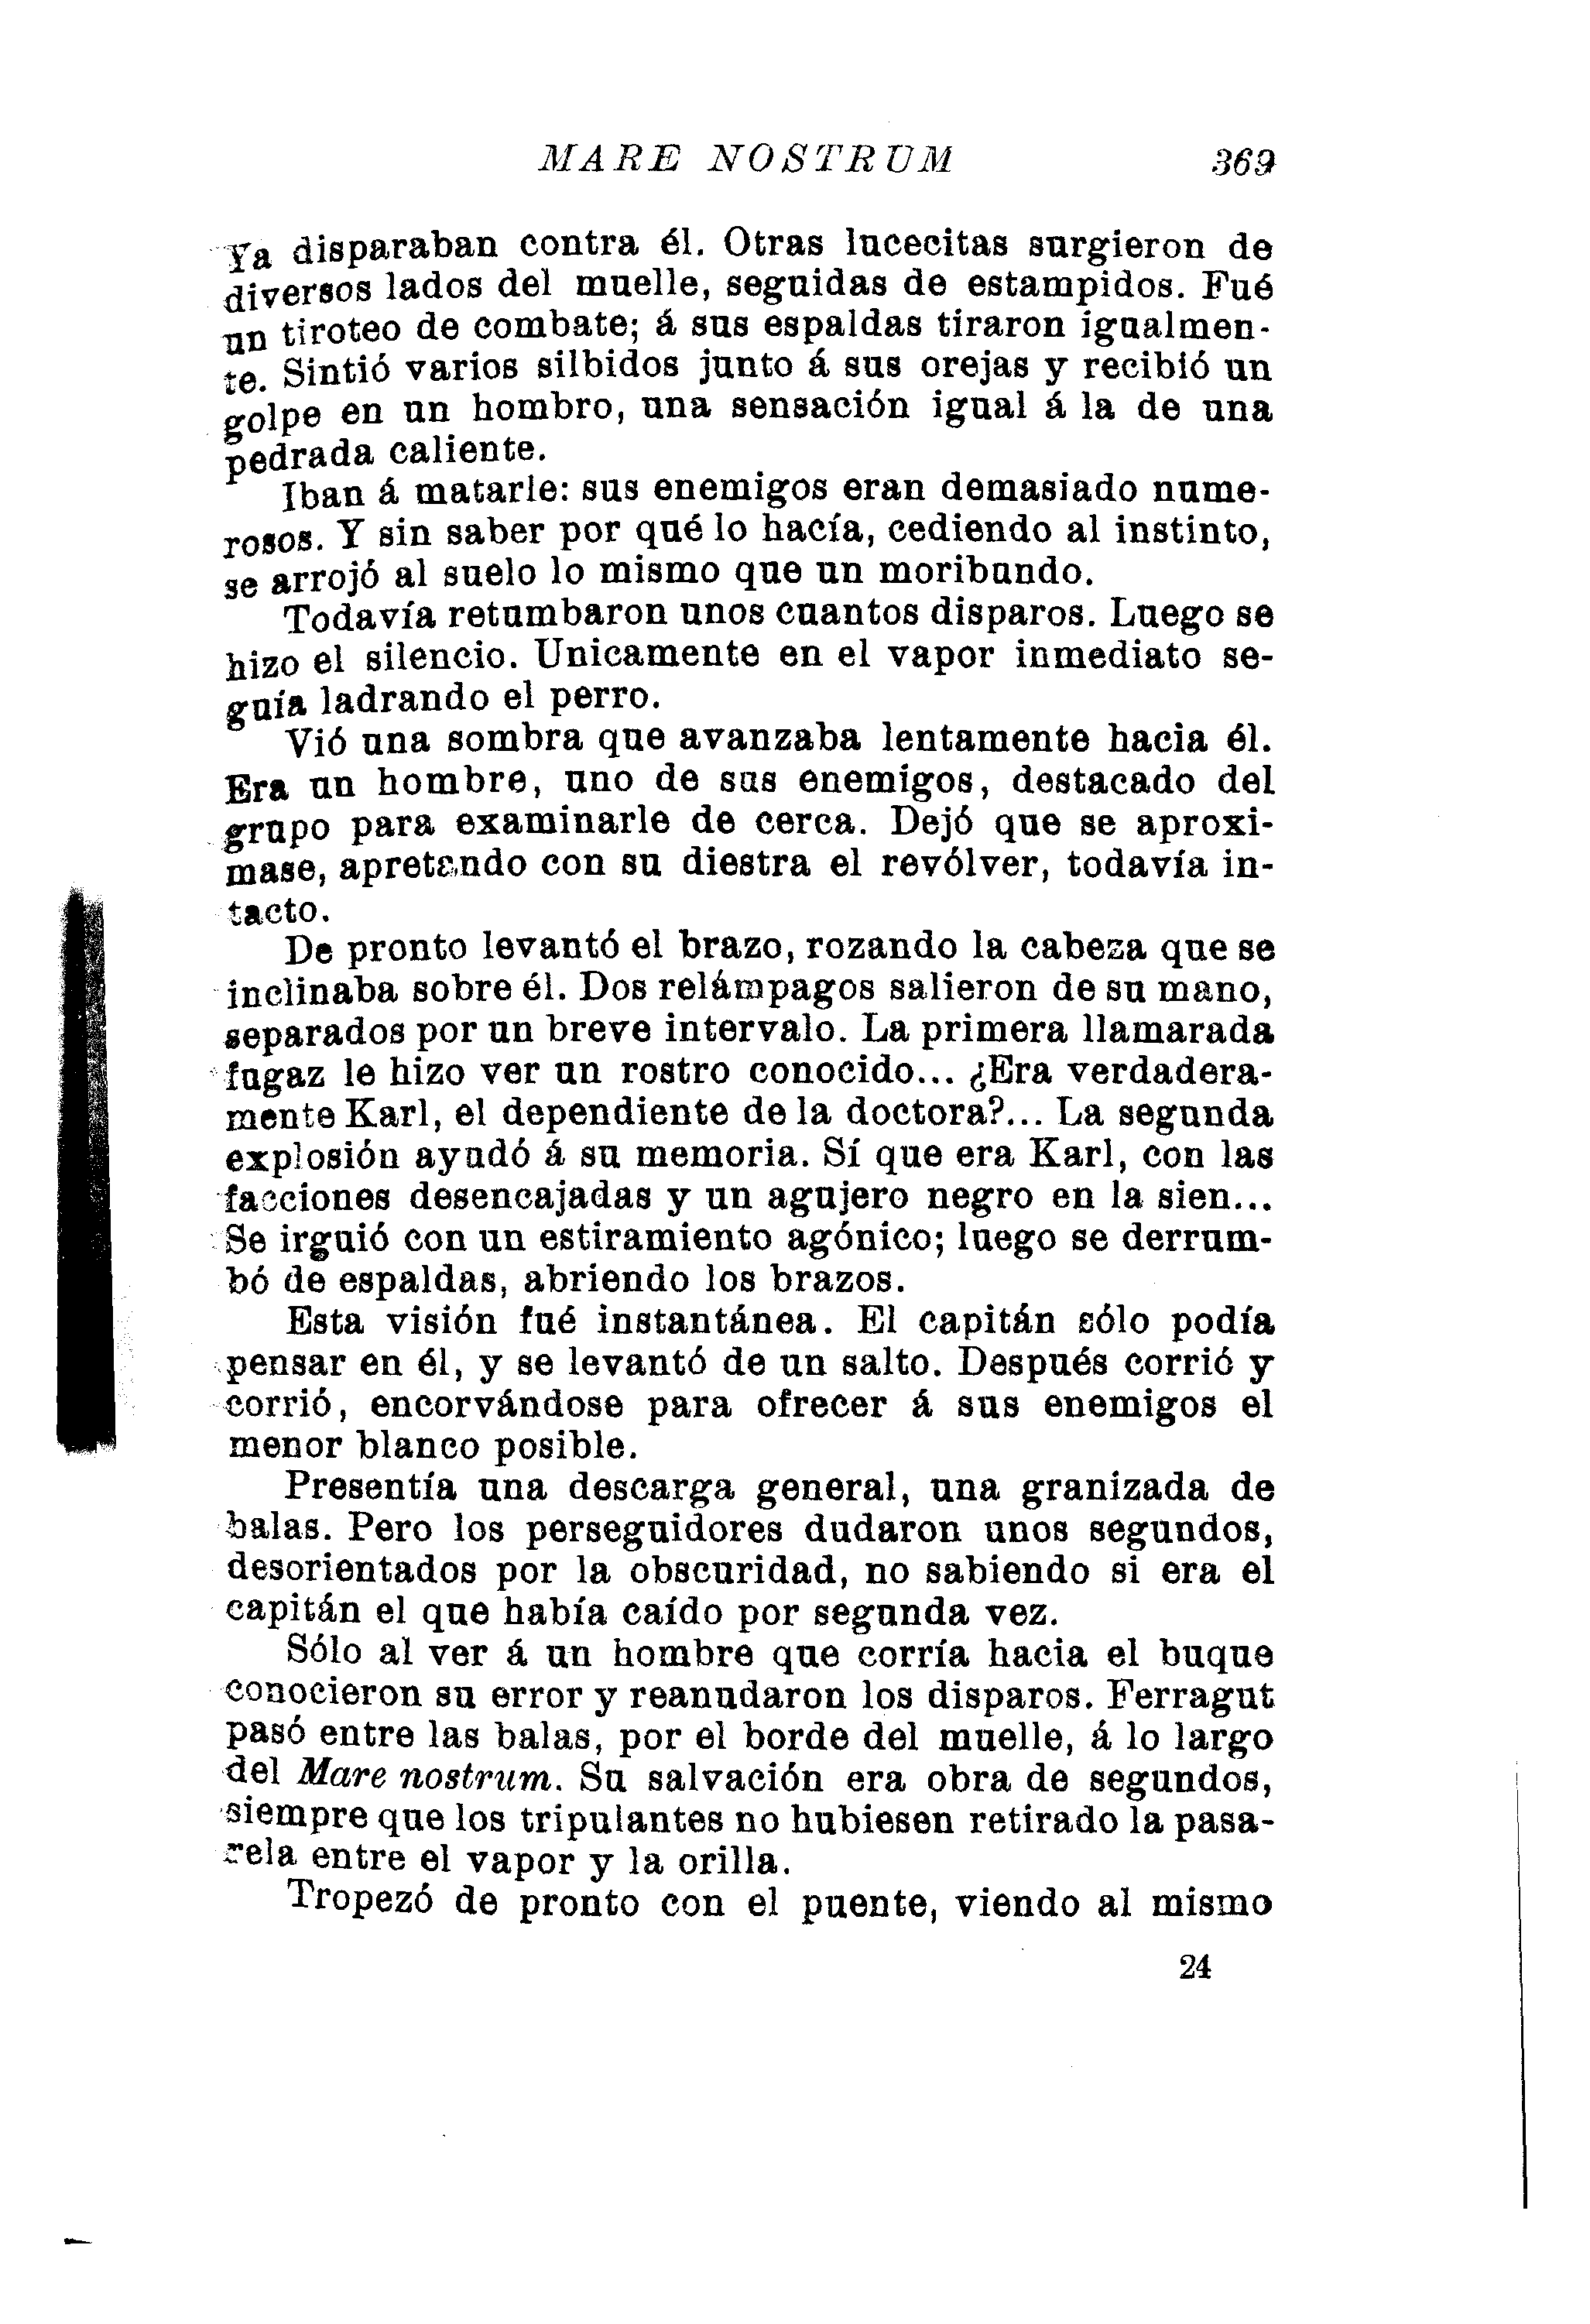 MARE NOSTRUM 369
Ya disparaban contra él. Otras lucecitas surgieron de
diversos lados del muelle, seguidas de estampidos. Fué
un tiroteo de combate; á sus espaldas tiraron igualmen-
te. Sintió varios silbidos junto á sus orejas y recibió un
golpe en un hombro, una sensación igual á la de una
pedrada caliente.
Iban á matarle: sus enemigos eran demasiado nume-
rosos. Y sin saber por qué lo hacía, cediendo al instinto,
se arrojó al suelo lo mismo que un moribundo.
Todavía retumbaron unos cuantos disparos. Luego se
hizo el silencio. Unicamente en el vapor inmediato se-
guía ladrando el perro.
Vió una sombra que avanzaba lentamente hacia él.
Era un hombre, uno de sus enemigos, destacado del
grupo para examinarle de cerca. Dejó que se aproxi-
mase, apretando con su diestra el revólver, todavía in-
tacto.
De pronto levantó el brazo, rozando la cabeza que se
inclinaba sobre él. Dos relámpagos salieron de su mano,
separados por un breve intervalo. La primera llamarada
fugaz le hizo ver un rostro conocido... ¿Era verdadera-
mente Karl, el dependiente de la doctora?... La segunda
explosión ayudó á su memoria. Sí que era Karl, con las
facciones desencajadas y un agujero negro en la sien...
Se irguió con un estiramiento agónico; luego se derrum-
bó de espaldas, abriendo los brazos.
Esta visión fué instantánea. El capitán sólo podía
pensar en él, y se levantó de un salto. Después corrió y
corrió, encorvándose para ofrecer á sus enemigos el
menor blanco posible.
Presentía una descarga general, una granizada de
balas. Pero los perseguidores dudaron unos segundos,
desorientados por la obscuridad, no sabiendo si era el
capitán el que había caído por segunda vez.
Sólo al ver á un hombre que corría hacia el buque
conocieron su error y reanudaron los disparos. Ferragut
pasó entre las balas, por el borde del muelle, á lo largo
del Mare nostrum. Su salvación era obra de segundos,
siempre que los tripulantes no hubiesen retirado la pasa-
rela entre el vapor y la orilla.
Tropezó de pronto con el puente, viendo al mismo
24